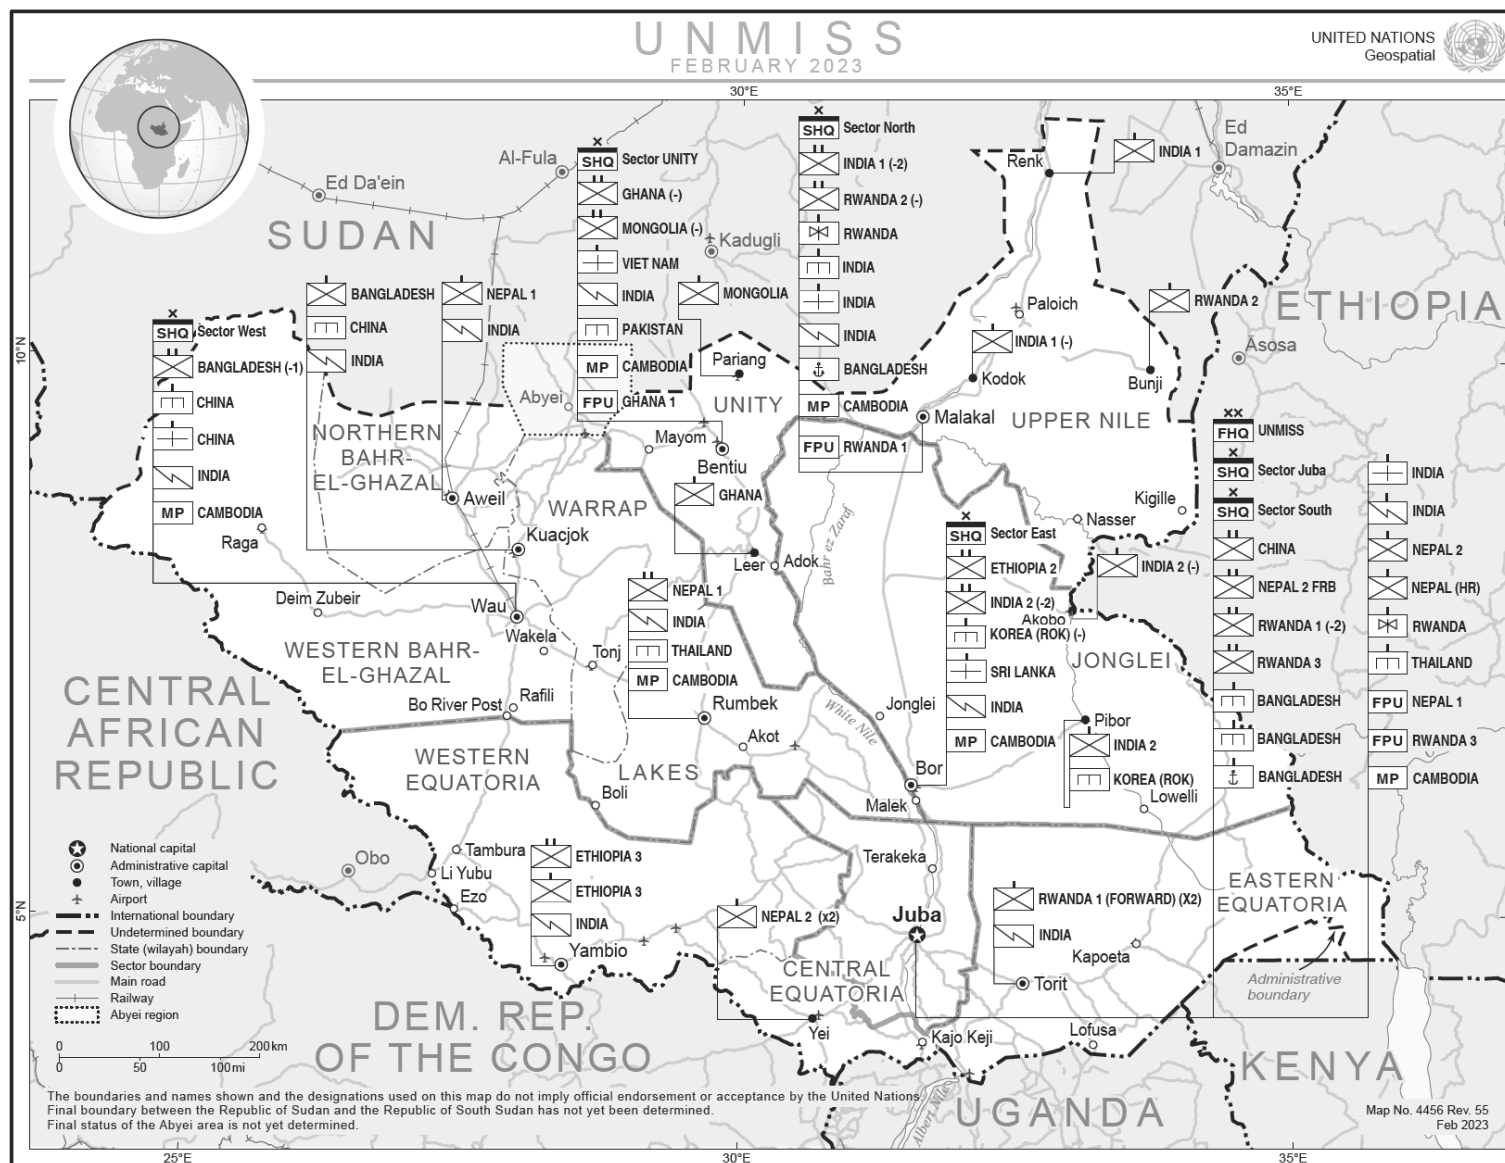 UNMISS
FEBRUARY 2023
UNITED NATIONS
Geospatial
30°E
35°E
SHQ Sector North
INDIA 1 (-2)
RWANDA 2 (-)
RWANDA
INDIA
INDIA
INDIA
BANGLADESH
MP CAMBODIA
FPU RWANDA 1
SHQ Sector UNITY
GHANA (-)
MONGOLIA (-)
VIET NAM
INDIA
PAKISTAN
MP CAMBODIA
FPU GHANA 1
Al-Fula
Ed Da'ein
SUDAN
Kadugli
MONGOLIA
Renk
INDIA 1
Ed
Damazin
ETHIOPIA
Asosa
RWANDA 2
Bunji
Paloich
INDIA 1 (-)
Kodok
Malakal
UPPER NILE
BANGLADESH
CHINA
INDIA
NEPAL 1
INDIA
SHQ Sector West
BANGLADESH (-1)
CHINA
CHINA
INDIA
MP CAMBODIA
10°N
10°N
Abyei
Pariang
UNITY
Mayom
Bentiu
GHANA
NORTHERN
BAHR-
EL-GHAZAL
Aweil
WARRAP
Kuacjok
Raga
Leer
Adok
Bahr ez Zaraf
Kigille
Nasser
SHQ Sector East
ETHIOPIA 2
INDIA 2 (-2)
KOREA (ROK) (-)
SRI LANKA
INDIA
MP CAMBODIA
INDIA 2 (-)
Akobo
JONGLEI
FHQ UNMISS
SHQ Sector Juba
SHQ Sector South
CHINA
NEPAL 2 FRB
RWANDA 1 (-2)
RWANDA 3
BANGLADESH
BANGLADESH
BANGLADESH
INDIA
INDIA
NEPAL 2
NEPAL (HR)
RWANDA
THAILAND
FPU NEPAL 1
FPU RWANDA 3
MP CAMBODIA
Deim Zubeir
Wau
Wakela
Tonj
NEPAL 1
INDIA
THAILAND
MP CAMBODIA
WESTERN BAHR-
EL-GHAZAL
Rafili
Bo River Post
Rumbek
Akot
White Nile
Jonglei
Pibor
INDIA 2
KOREA (ROK)
Lowelli
CENTRAL
AFRICAN
REPUBLIC
WESTERN
EQUATORIA
LAKES
Boli
Bor
Malek
Terakeka
Tambura
Li Yubu
Ezo
Obo
ETHIOPIA 3
ETHIOPIA 3
INDIA
Yambio
NEPAL 2 (x2)
Juba
CENTRAL
EQUATORIA
Yei
RWANDA 1 (FORWARD) (X2)
INDIA
Torit
Kapoeta
EASTERN
EQUATORIA
Administrative
boundary
Kajo Keji
Lofusa
5°N
5°N
National capital
Administrative capital
Town, village
Airport
International boundary
Undetermined boundary
State (wilayah) boundary
Sector boundary
Main road
Railway
Abyei region
0 100 200 km
0 50 100 mi
DEM. REP.
OF THE CONGO
UGANDA
KENYA
Albert Nile
The boundaries and names shown and the designations used on this map do not imply official endorsement or acceptance by the United Nations
Final boundary between the Republic of Sudan and the Republic of South Sudan has not yet been determined.
Final status of the Abyei area is not yet determined.
Map No. 4456 Rev. 55
Feb 2023
25°E
30°E
35°E